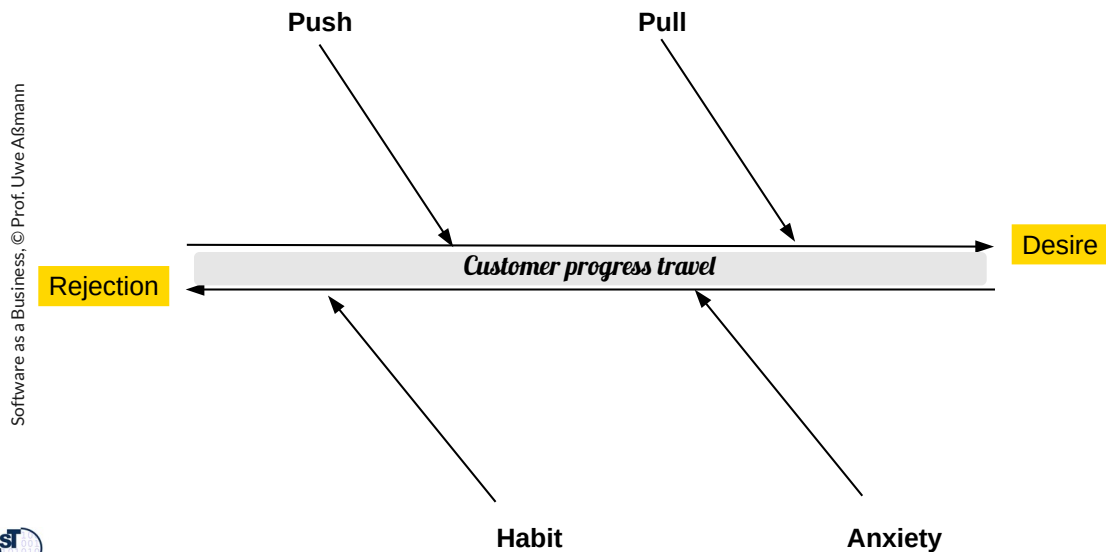 Push
Pull
Software as a Business, © Prof. Uwe Aßmann
Desire
Customer progress travel
Rejection
Habit
Anxiety